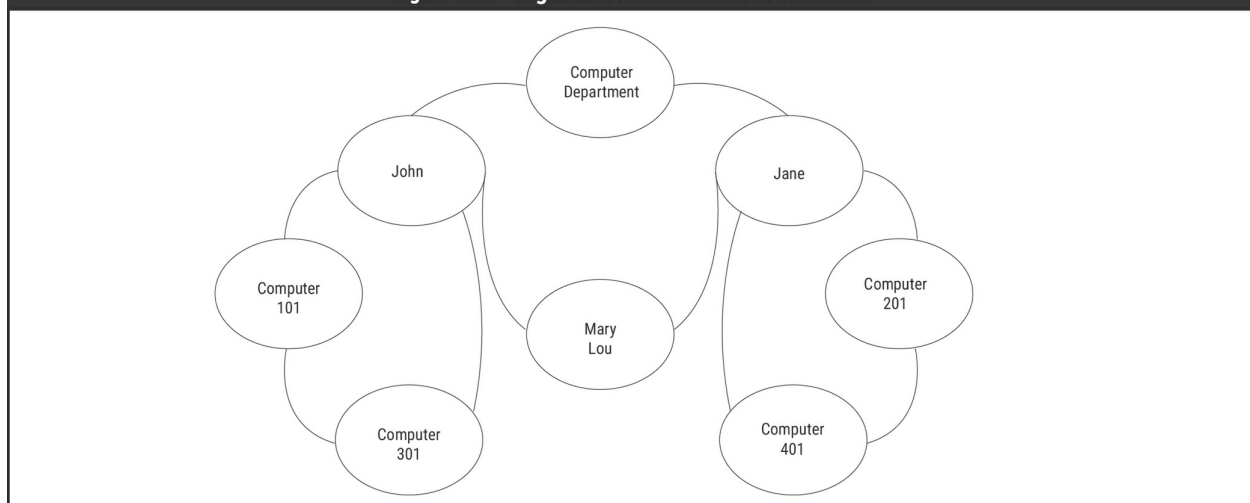 Computer
Department
John
Jane
Computer
101
Computer
201
Mary
Lou
Computer
301
Computer
401